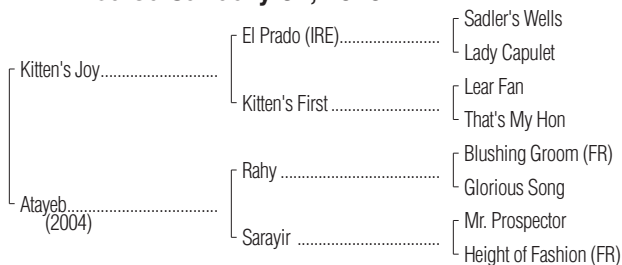 Sadler's Wells
El Prado (IRE)..........................
Lady Capulet
Kitten's Joy..............................
Lear Fan
Kitten's First ............................
That's My Hon
Blushing Groom (FR)
Rahy .........................................
Glorious Song
Atayeb.......................................
(2004)
Mr. Prospector
Sarayir .....................................
Height of Fashion (FR)